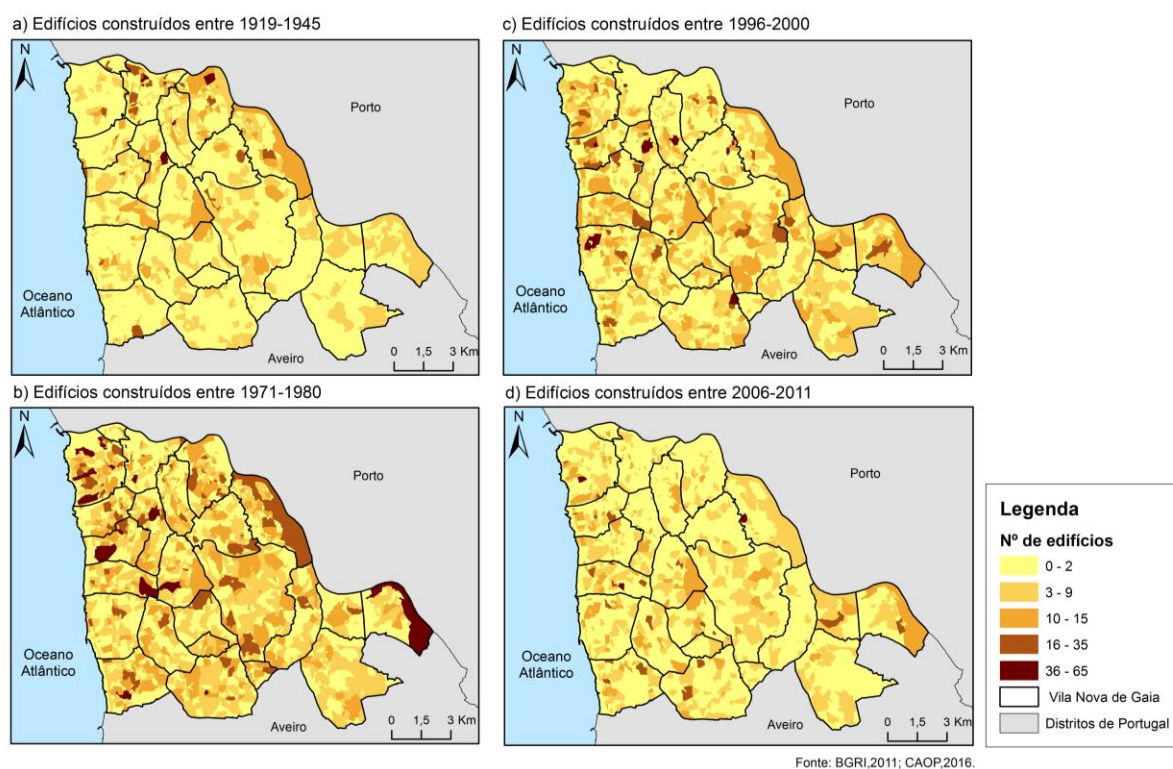 a) Edifícios construídos entre 1919-1945
N
Porto
Oceano
Atlântico
Aveiro
0 1,5 3 Km
c) Edifícios construídos entre 1996-2000
N
Porto
Oceano
Atlântico
Aveiro
0 1,5 3 Km
b) Edifícios construídos entre 1971-1980
N
Porto
Oceano
Atlântico
Aveiro
0 1,5 3 Km
d) Edifícios construídos entre 2006-2011
N
Porto
Oceano
Atlântico
Aveiro
0 1,5 3 Km
Legenda
Nº de edifícios
0 - 2
3 - 9
10 - 15
16 - 35
36 - 65
Vila Nova de Gaia
Distritos de Portugal
Fonte: BGRI,2011; CAOP,2016.